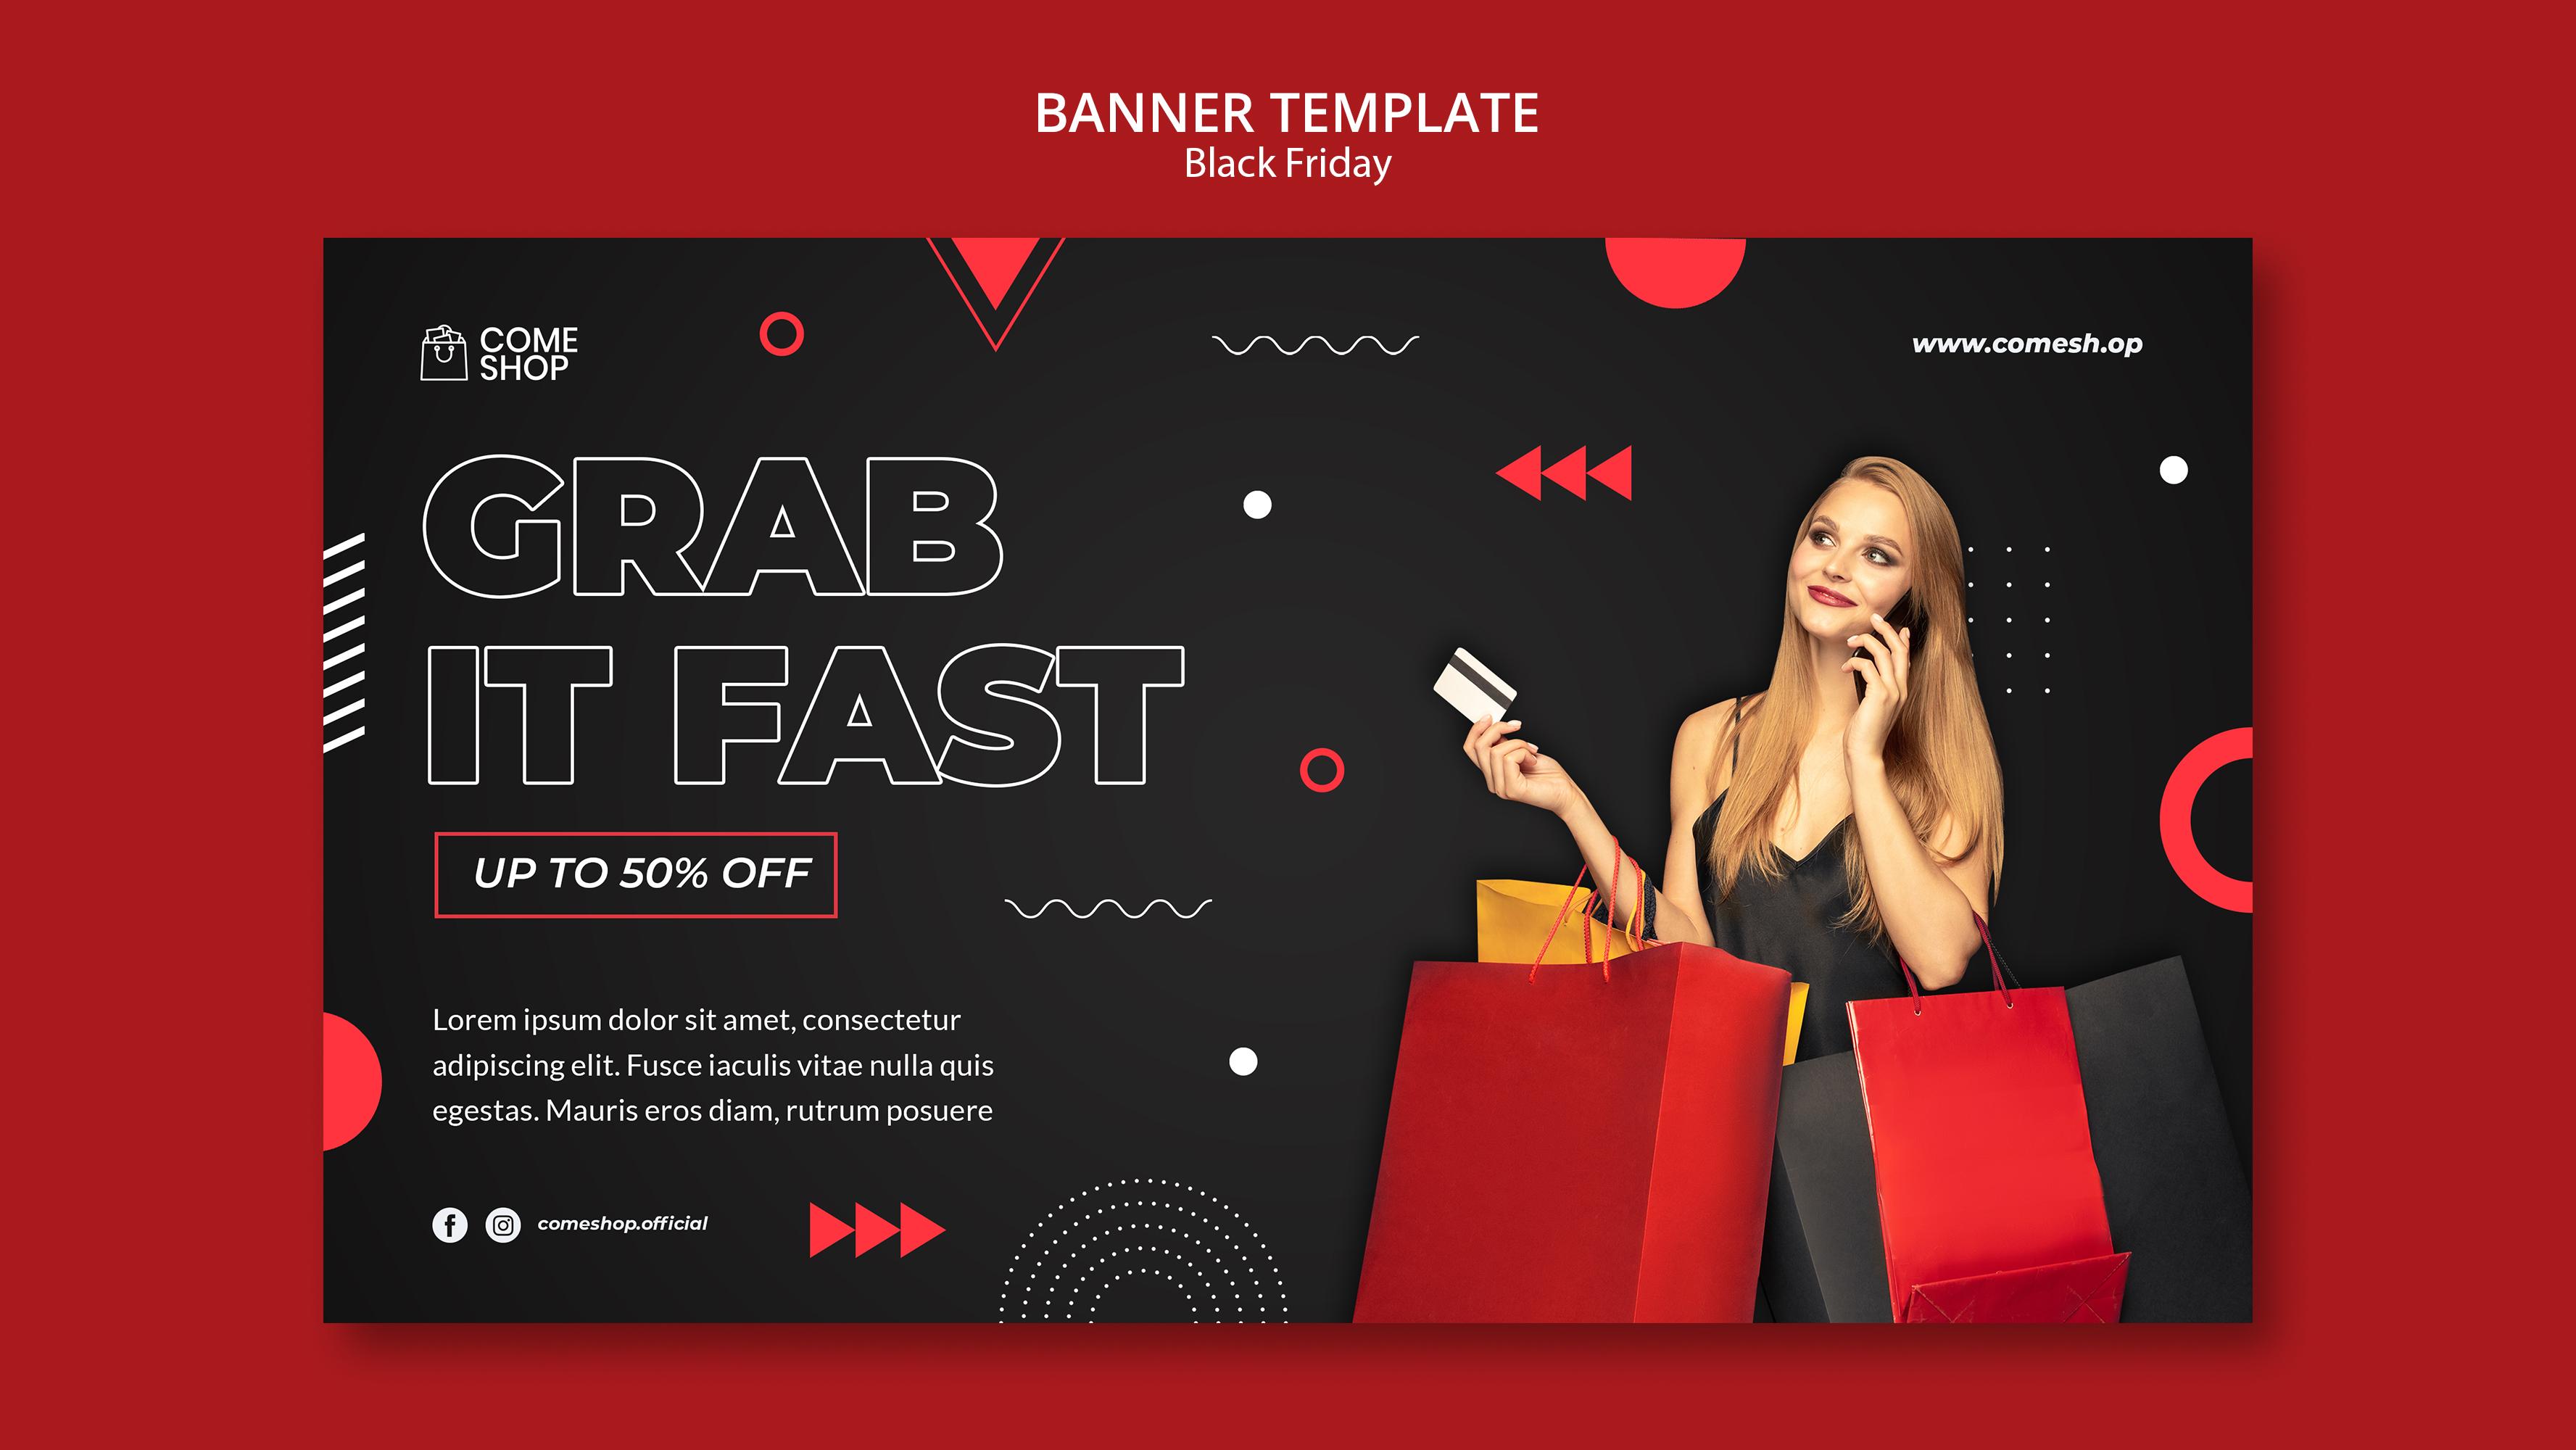 BANNER TEMPLATE
Black Friday
COME
SHOP
www.comesh.op
GRAB
IT FAST
UP TO 50% OFF
Lorem ipsum dolor sit amet, consectetur
adipiscing elit. Fusce iaculis vitae nulla quis
egestas. Mauris eros diam, rutrum posuere
comeshop.official